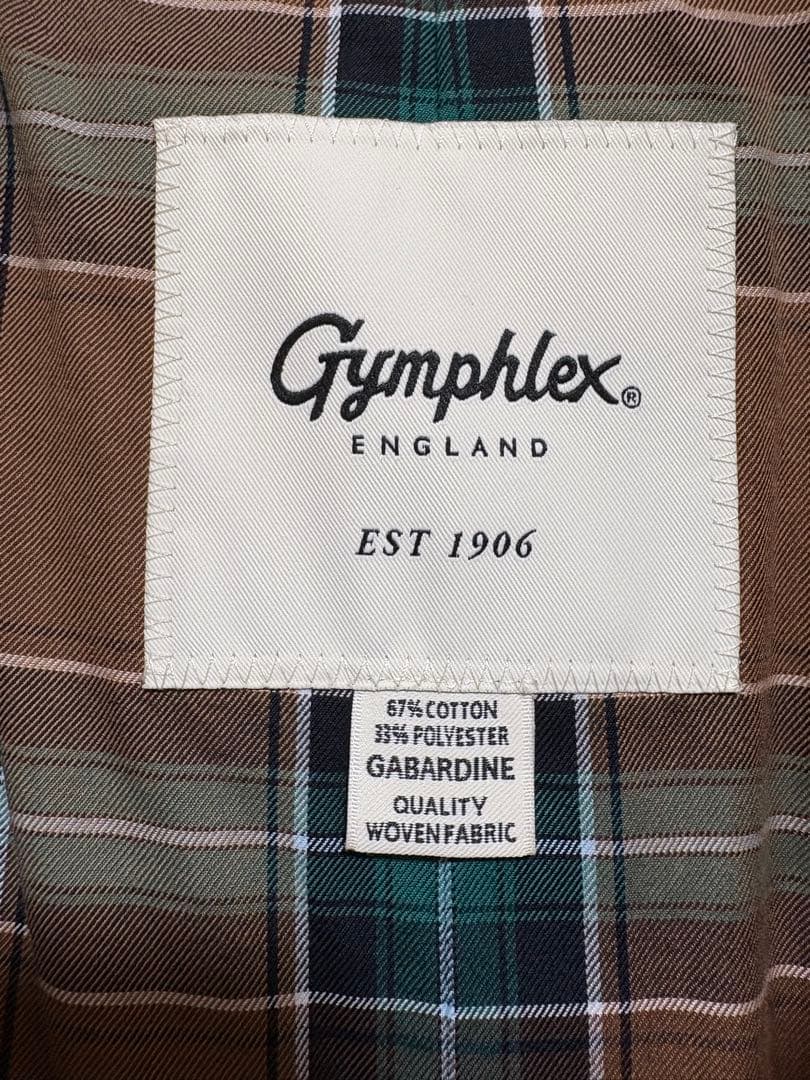 Gymphlex®
ENGLAND
EST 1906
67% COTTON
33% POLYESTER
GABARDINE
QUALITY
WOVEN FABRIC